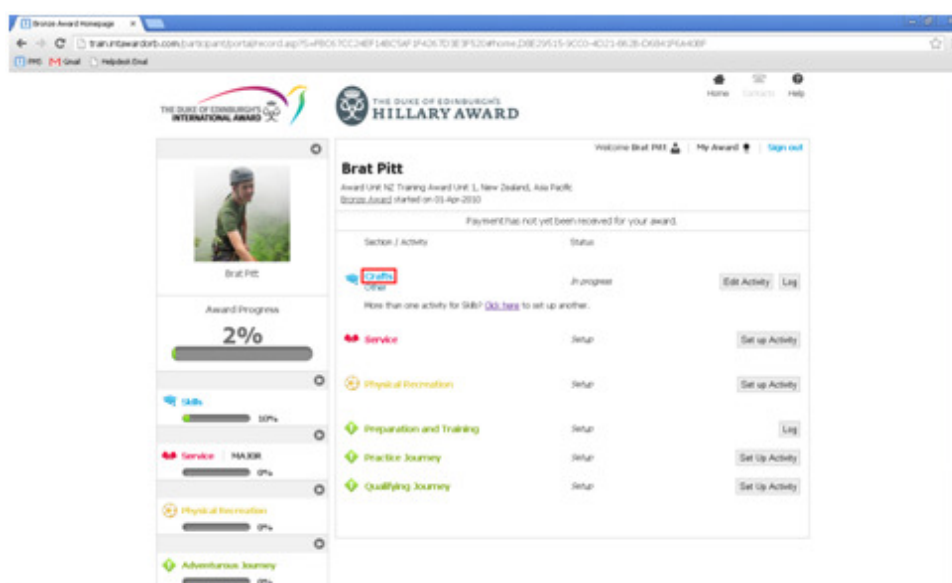 Bronze Award Homepage
PMS Gmail Helpdesk Email
Home Contacts Help
THE DUKE OF EDINBURGH'S
INTERNATIONAL AWARD
THE DUKE OF EDINBURGH'S
HILLARY AWARD
Welcome Brat Pitt My Award Sign out
Brat Pitt
Award Progress
2%
Skills
10%
Service MAJOR
0%
Physical Recreation
0%
Adventurous Journey
0%
Brat Pitt
Award Unit NZ Training Award Unit 1, New Zealand, Asia Pacific
Bronze Award started on 01-Apr-2010
Payment has not yet been received for your award.
Section / Activity Status
Crafts In progress Edit Activity Log
Other
More than one activity for Skills? Click here to set up another.
Service Setup Set up Activity
Physical Recreation Setup Set up Activity
Preparation and Training Setup Log
Practice Journey Setup Set Up Activity
Qualifying Journey Setup Set Up Activity